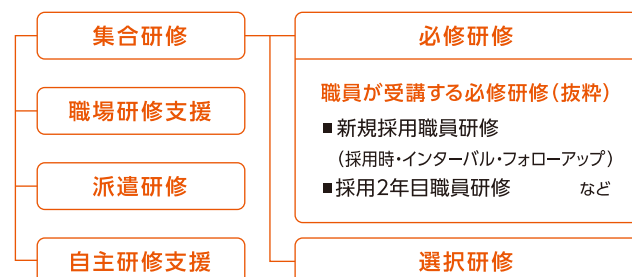 集合研修
職場研修支援
派遣研修
自主研修支援
必修研修
職員が受講する必修研修(抜粋)
■新規採用職員研修
(採用時・インターバル・フォローアップ)
■採用2年目職員研修 など
選択研修